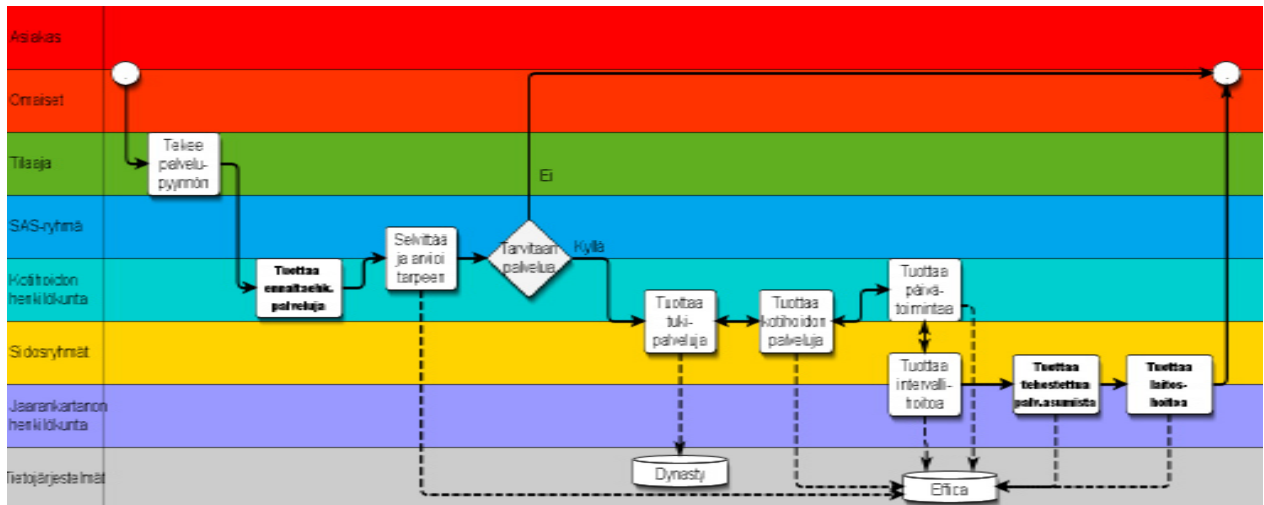 Asiakas
Omaiset
Tilaaja
Tekee
palvelu-
pyynnön
Ei
SAS-ryhmä
Selvittää
ja arvioi
tarpeen
Tarvitaan
palvelua
Kyllä
Kotihoidon
henkilökunta
Tuottaa
ennaltaehk.
palveluja
Tuottaa
tuki-
palveluja
Tuottaa
kotihoidon
palveluja
Tuottaa
päivä-
toimintaa
Sidosryhmät
Tuottaa
intervalli-
hoitoa
Tuottaa
tehostettua
palv.asumista
Tuottaa
laitos-
hoitoa
Jaarankartanon
henkilökunta
Tietojärjestelmät
Dynasty
Effica